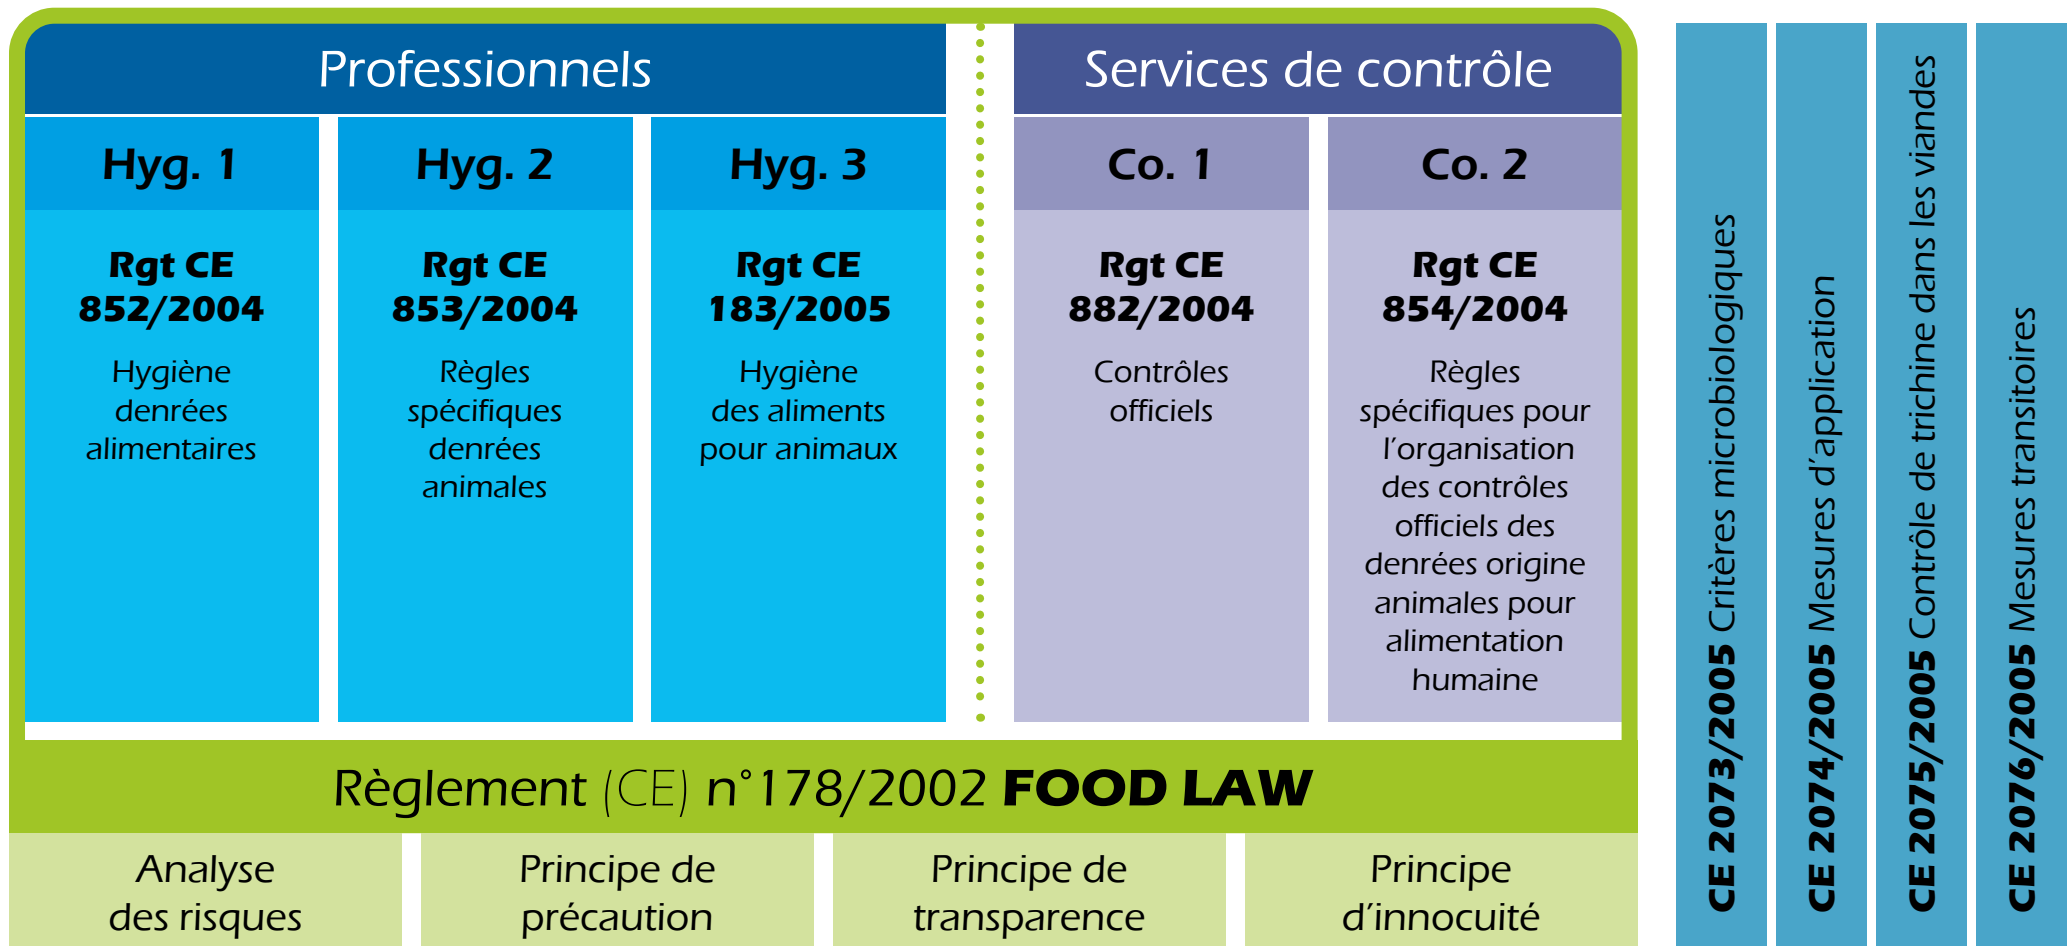 Professionnels
Hyg. 1
Rgt CE
852/2004
Hygiène
denrées
alimentaires
Hyg. 2
Rgt CE
853/2004
Règles
spécifiques
denrées
animales
Hyg. 3
Rgt CE
183/2005
Hygiène
des aliments
pour animaux
Services de contrôle
Co. 1
Rgt CE
882/2004
Contrôles
officiels
Co. 2
Rgt CE
854/2004
Règles
spécifiques pour
l'organisation
des contrôles
officiels des
denrées origine
animales pour
alimentation
humaine
Règlement (CE) n°178/2002 FOOD LAW
Analyse
des risques
Principe de
précaution
Principe de
transparence
Principe
d'innocuité
CE 2073/2005 Critères microbiologiques
CE 2074/2005 Mesures d'application
CE 2075/2005 Contrôle de trichine dans les viandes
CE 2076/2005 Mesures transitoires